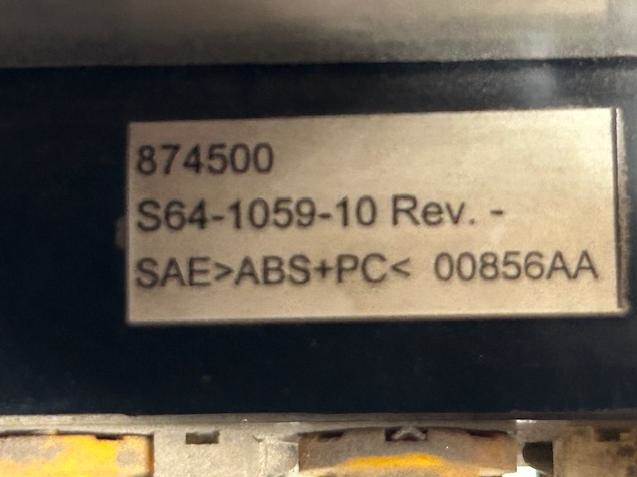 874500
S64-1059-10 Rev. -
SAE>ABS+PC< 00856AA